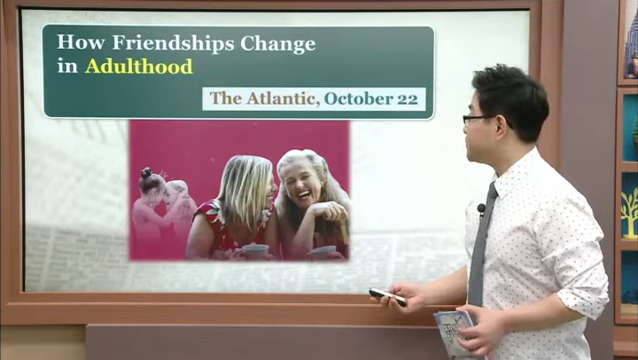 How Friendships Change
in Adulthood
The Atlantic, October 22